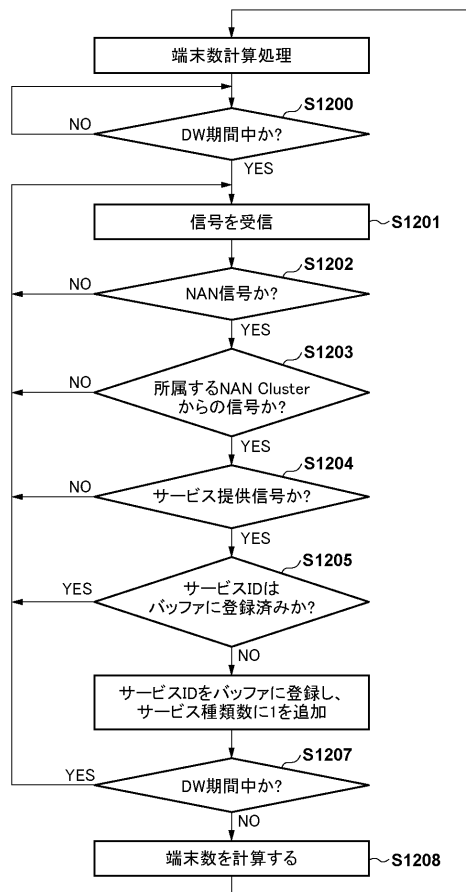 端末数計算処理
S1200
NO
DW期間中か?
YES
信号を受信
S1201
S1202
NO
NAN信号か?
YES
S1203
NO
所属するNAN Cluster
からの信号か?
YES
S1204
NO
サービス提供信号か?
YES
S1205
YES
サービスIDは
バッファに登録済みか?
NO
サービスIDをバッファに登録し、
サービス種類数に1を追加
S1207
YES
DW期間中か?
NO
端末数を計算する
S1208